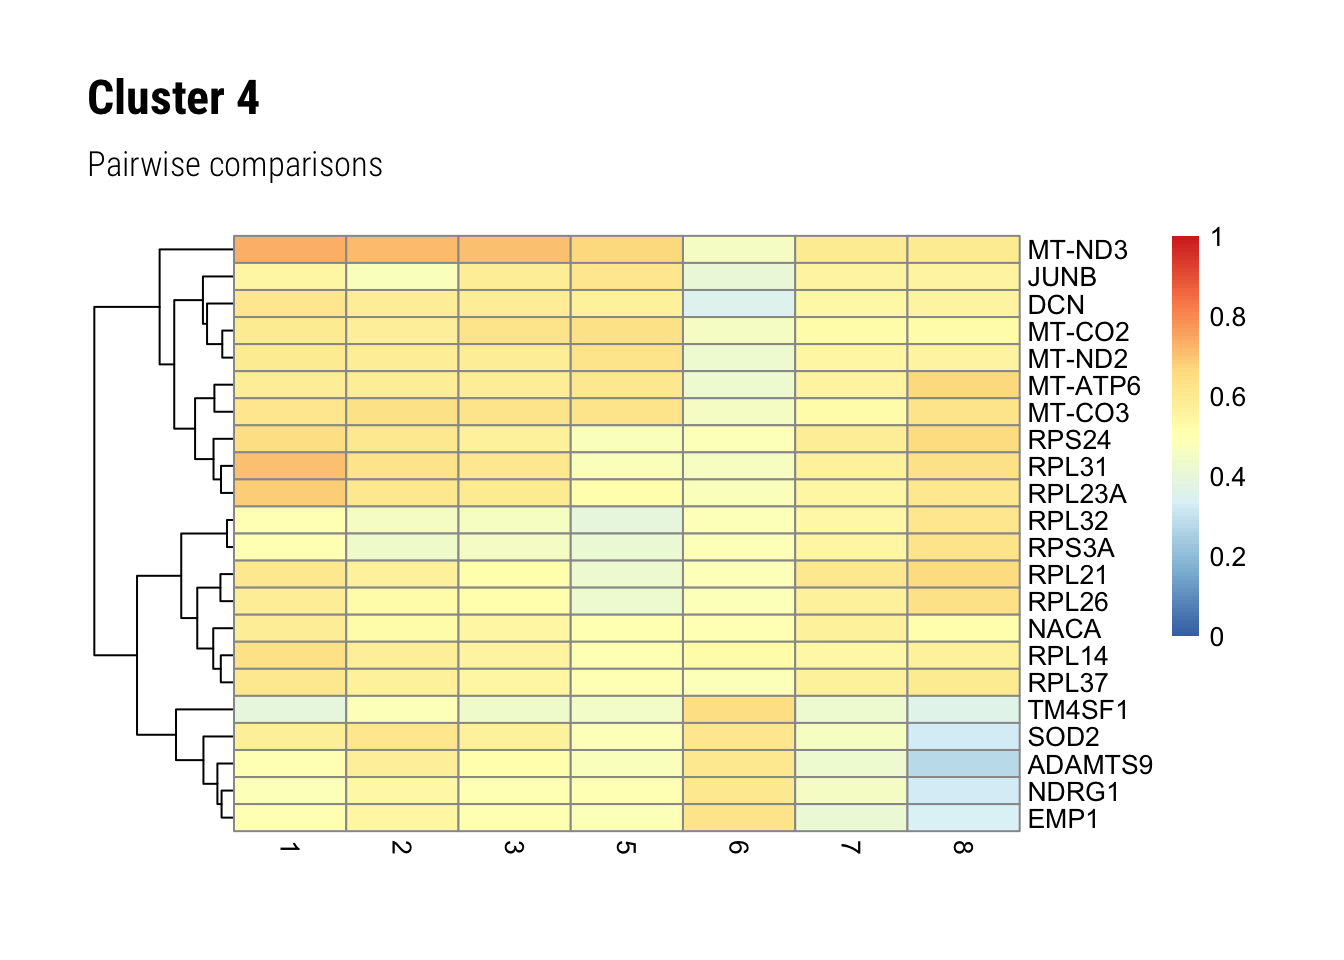 Cluster 4
Pairwise comparisons
MT-ND3
JUNB
DCN
MT-CO2
MT-ND2
MT-ATP6
MT-CO3
RPS24
RPL31
RPL23A
RPL32
RPS3A
RPL21
RPL26
NACA
RPL14
RPL37
TM4SF1
SOD2
ADAMTS9
NDRG1
EMP1
1 2 3 5 6 7 8
1
0.8
0.6
0.4
0.2
0